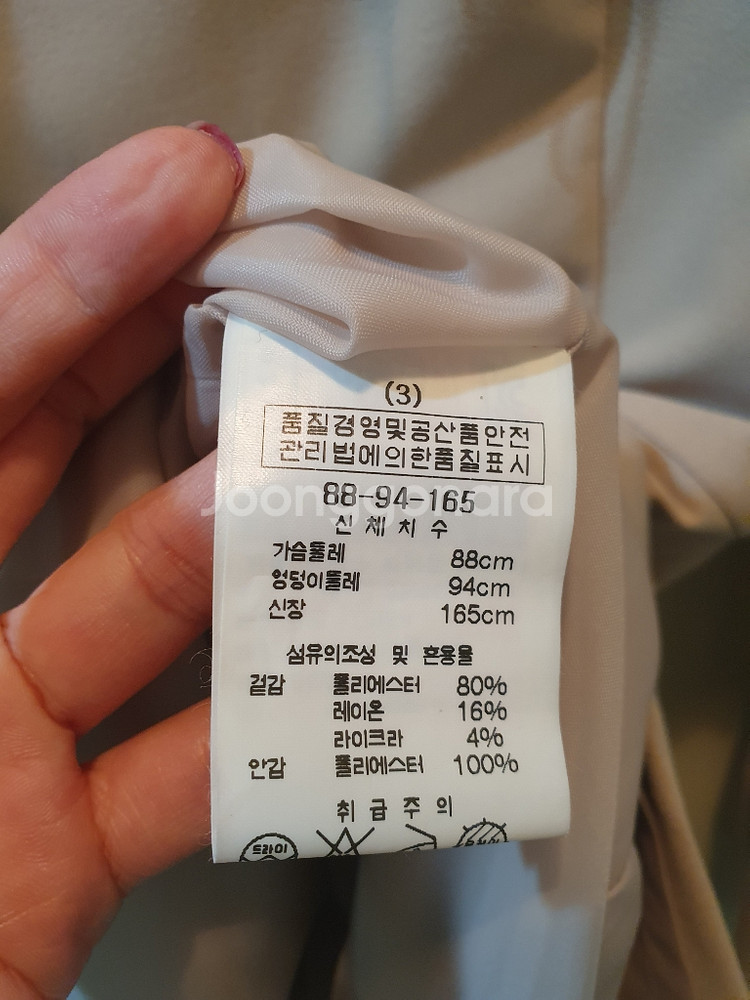 (3)
품질경영및공산품안전
관리법에의한품질표시
88-94-165
신체치수
가슴둘레 88cm
엉덩이둘레 94cm
신장 165cm
섬유의조성 및 혼용율
겉감 폴리에스터 80%
레이온 16%
라이크라 4%
안감 폴리에스터 100%
취급주의
드라이
joongonara